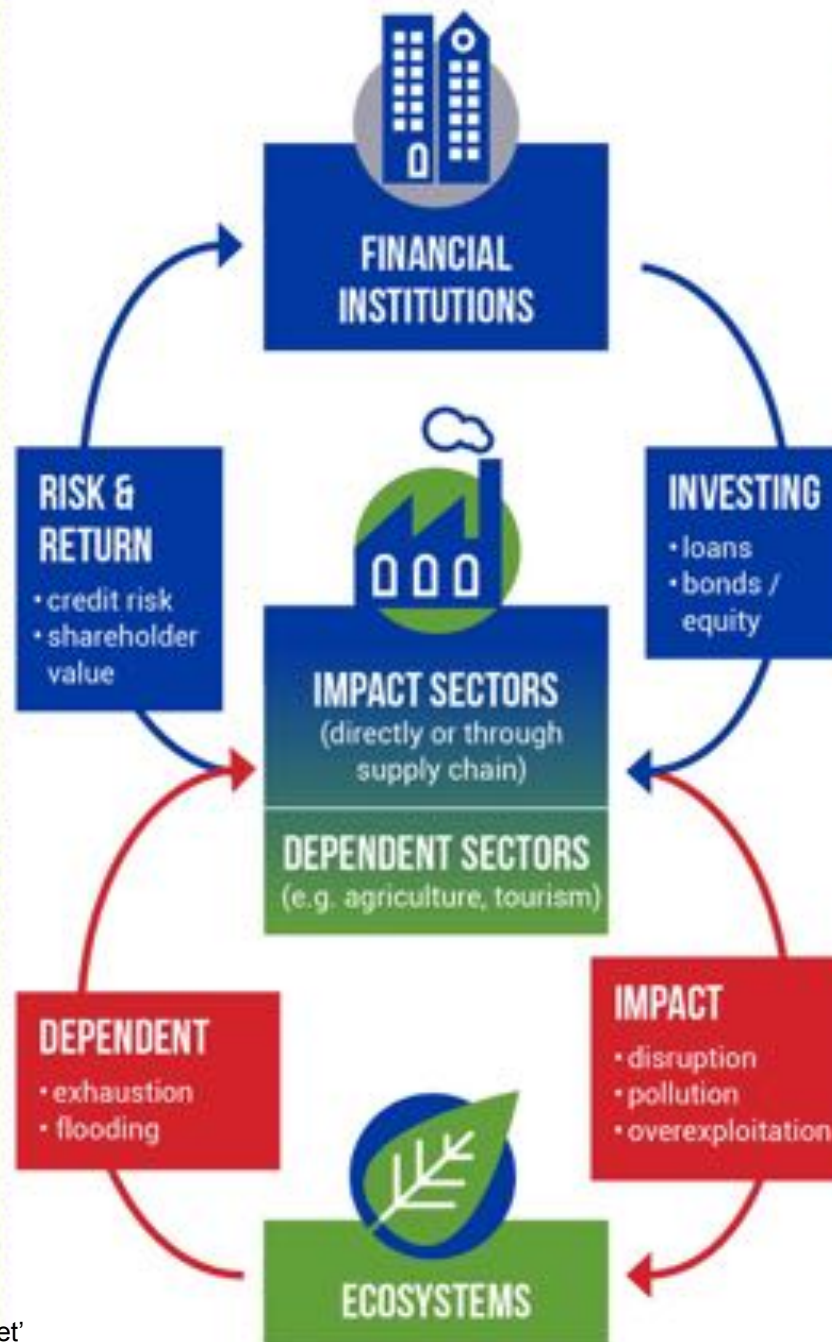 FINANCIAL
INSTITUTIONS
RISK &
RETURN
• credit risk
• shareholder
value
INVESTING
• loans
• bonds /
equity
IMPACT SECTORS
(directly or through
supply chain)
DEPENDENT SECTORS
(e.g. agriculture, tourism)
DEPENDENT
• exhaustion
• flooding
IMPACT
• disruption
• pollution
• overexploitation
ECOSYSTEMS
et’